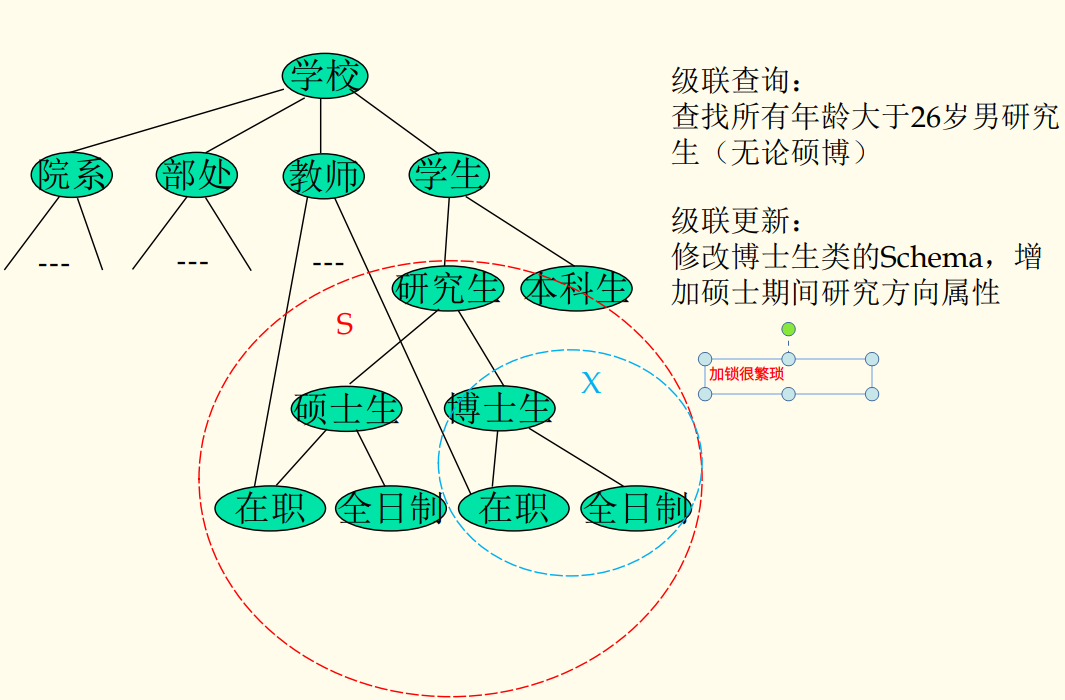 学校
级联查询：
查找所有年龄大于26岁男研究
生（无论硕博）
院系
部处
教师
学生
级联更新：
修改博士生类的Schema，增
加硕士期间研究方向属性
---
---
---
研究生
本科生
S
加锁很繁琐
X
硕士生
博士生
在职
全日制
在职
全日制